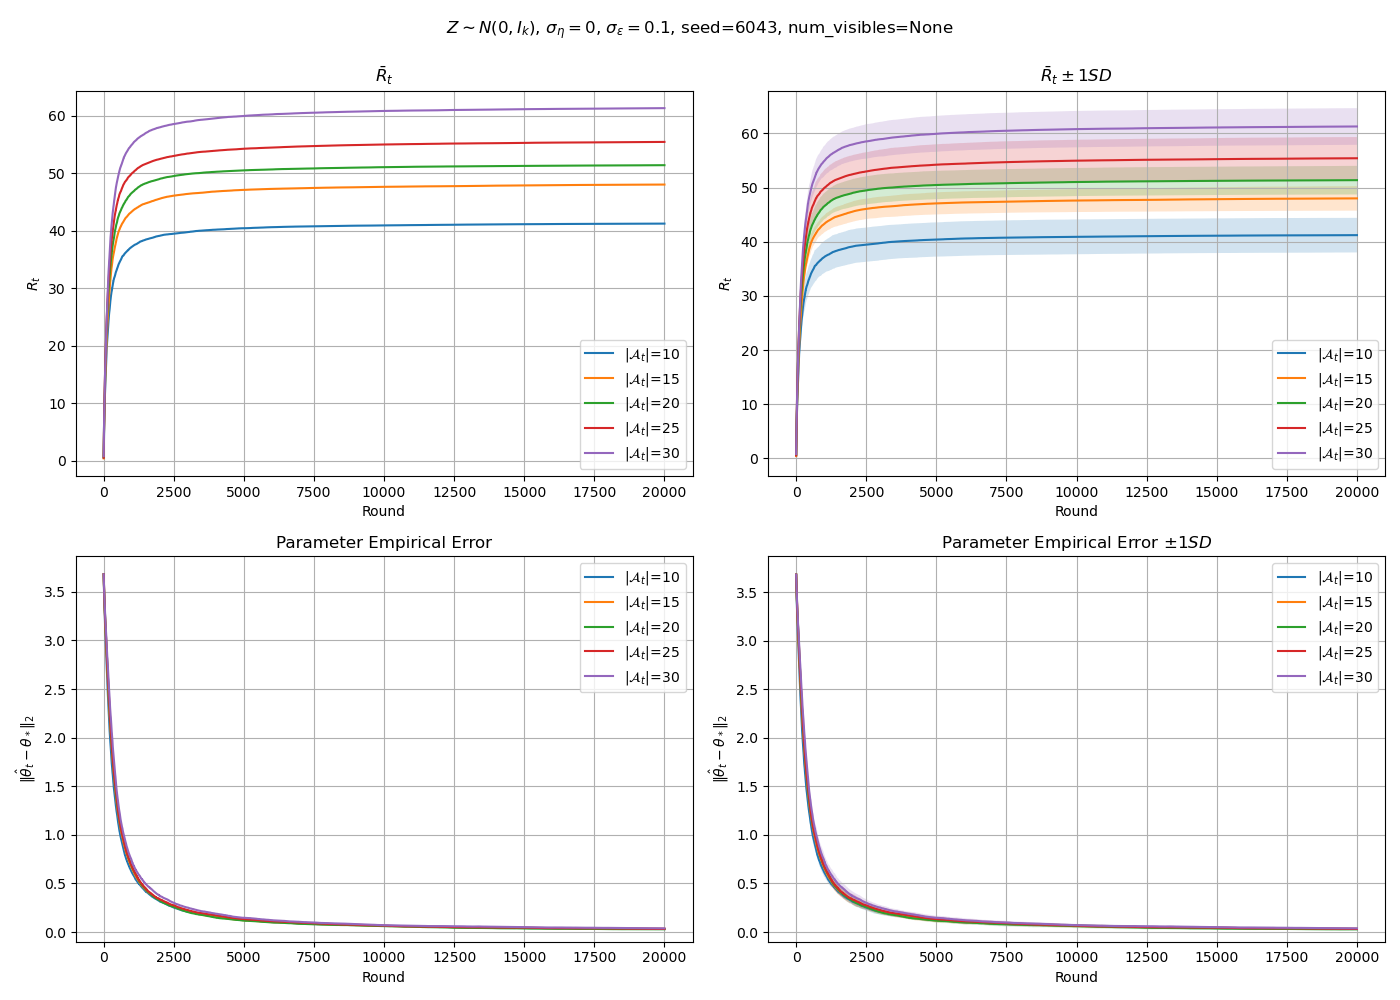 Z ~ N(0, I_k), σ_η = 0, σ_ε = 0.1, seed=6043, num_visibles=None
R̄_t
R_t
60
50
40
30
20
10
0
|𝒜_t|=10
|𝒜_t|=15
|𝒜_t|=20
|𝒜_t|=25
|𝒜_t|=30
0 2500 5000 7500 10000 12500 15000 17500 20000
Round
R̄_t ± 1SD
R_t
60
50
40
30
20
10
0
|𝒜_t|=10
|𝒜_t|=15
|𝒜_t|=20
|𝒜_t|=25
|𝒜_t|=30
0 2500 5000 7500 10000 12500 15000 17500 20000
Round
Parameter Empirical Error
‖θ̂_t − θ_*‖_2
3.5
3.0
2.5
2.0
1.5
1.0
0.5
0.0
|𝒜_t|=10
|𝒜_t|=15
|𝒜_t|=20
|𝒜_t|=25
|𝒜_t|=30
0 2500 5000 7500 10000 12500 15000 17500 20000
Round
Parameter Empirical Error ±1SD
‖θ̂_t − θ_*‖_2
3.5
3.0
2.5
2.0
1.5
1.0
0.5
0.0
|𝒜_t|=10
|𝒜_t|=15
|𝒜_t|=20
|𝒜_t|=25
|𝒜_t|=30
0 2500 5000 7500 10000 12500 15000 17500 20000
Round